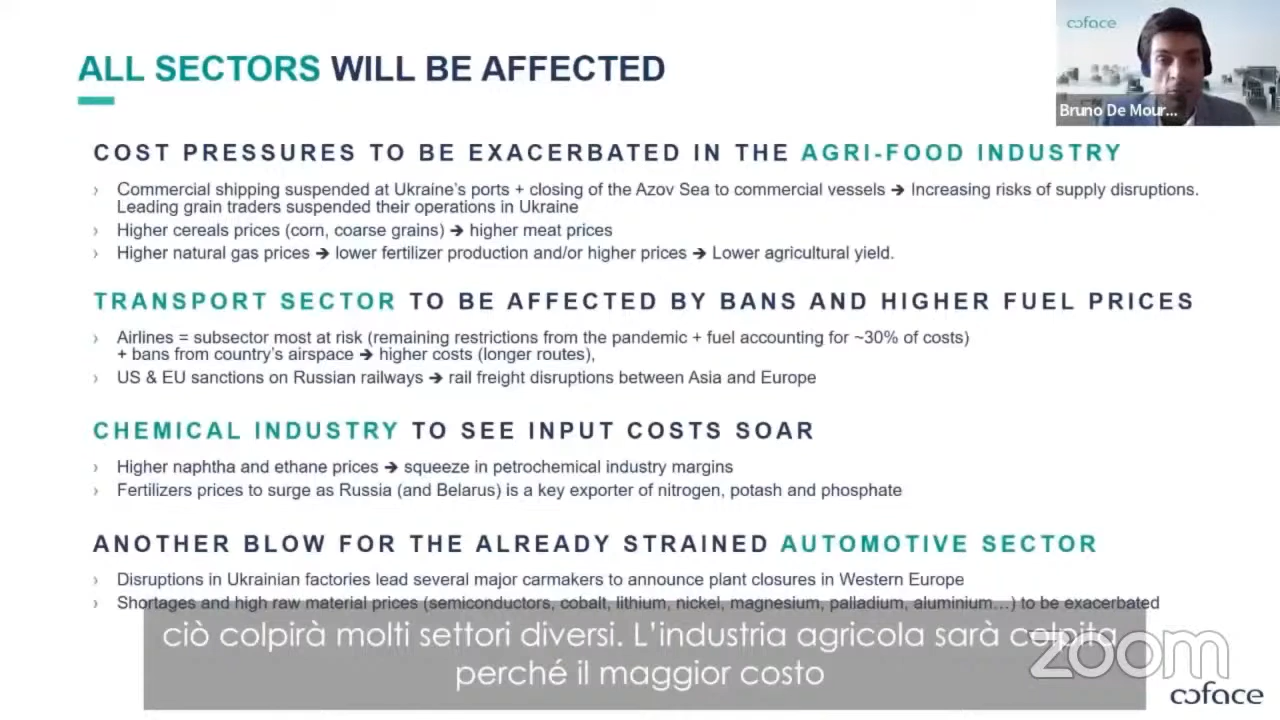 coface
Bruno De Mour...
ALL SECTORS WILL BE AFFECTED
COST PRESSURES TO BE EXACERBATED IN THE AGRI-FOOD INDUSTRY
› Commercial shipping suspended at Ukraine's ports + closing of the Azov Sea to commercial vessels ➔ Increasing risks of supply disruptions.
Leading grain traders suspended their operations in Ukraine
› Higher cereals prices (corn, coarse grains) ➔ higher meat prices
› Higher natural gas prices ➔ lower fertilizer production and/or higher prices ➔ Lower agricultural yield.
TRANSPORT SECTOR TO BE AFFECTED BY BANS AND HIGHER FUEL PRICES
› Airlines = subsector most at risk (remaining restrictions from the pandemic + fuel accounting for ~30% of costs)
+ bans from country's airspace ➔ higher costs (longer routes),
› US & EU sanctions on Russian railways ➔ rail freight disruptions between Asia and Europe
CHEMICAL INDUSTRY TO SEE INPUT COSTS SOAR
› Higher naphtha and ethane prices ➔ squeeze in petrochemical industry margins
› Fertilizers prices to surge as Russia (and Belarus) is a key exporter of nitrogen, potash and phosphate
ANOTHER BLOW FOR THE ALREADY STRAINED AUTOMOTIVE SECTOR
› Disruptions in Ukrainian factories lead several major carmakers to announce plant closures in Western Europe
› Shortages and high raw material prices (semiconductors, cobalt, lithium, nickel, magnesium, palladium, aluminium…) to be exacerbated
ciò colpirà molti settori diversi. L'industria agricola sarà colpita
perché il maggior costo
zoom
coface